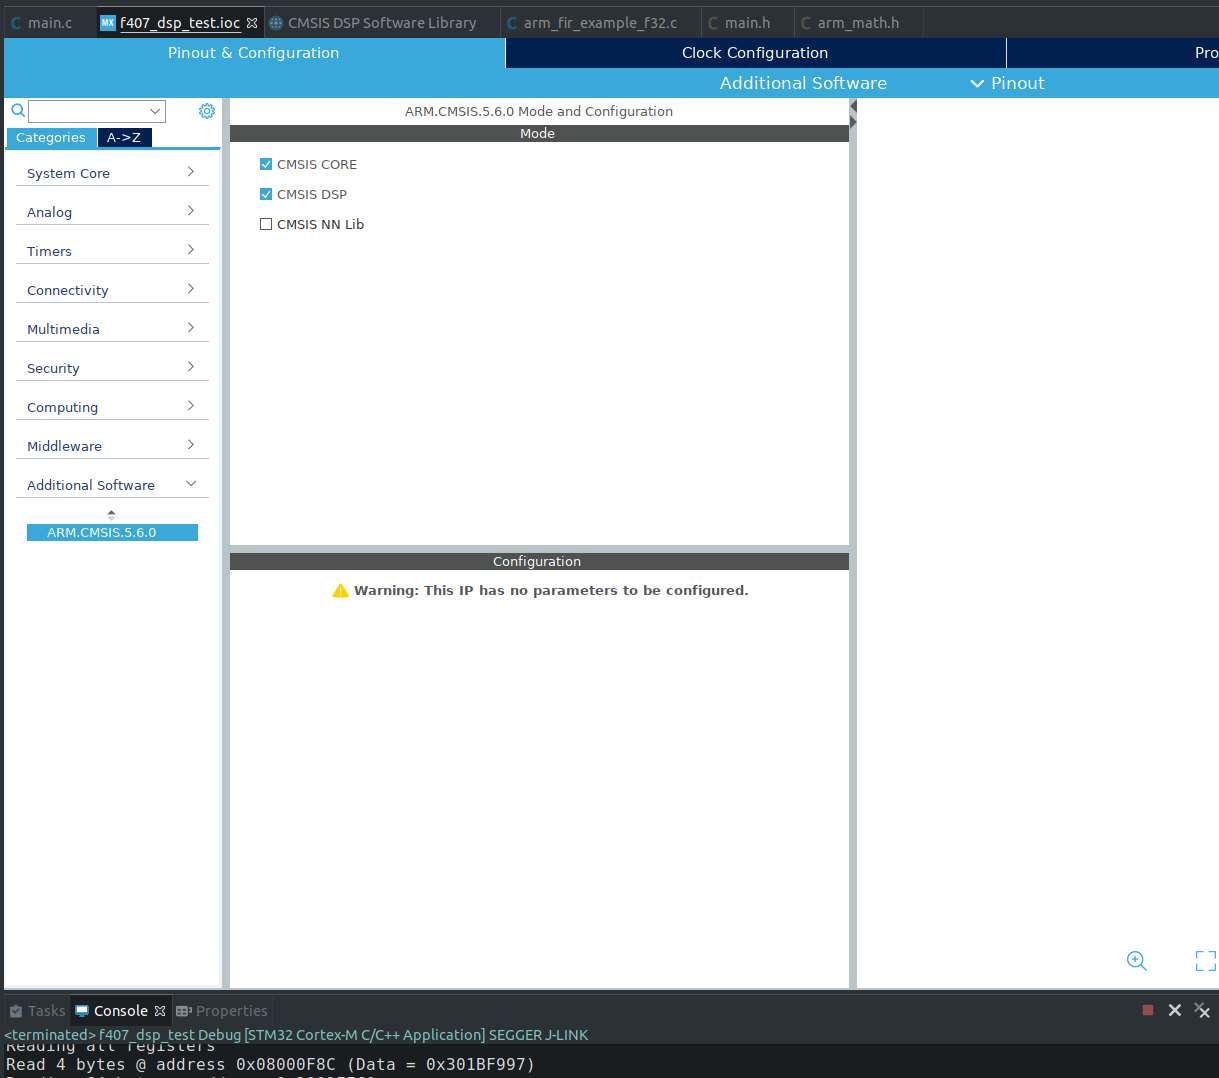 main.c f407_dsp_test.ioc CMSIS DSP Software Library arm_fir_example_f32.c main.h arm_math.h
Pinout & Configuration Clock Configuration Pro
Additional Software Pinout
ARM.CMSIS.5.6.0 Mode and Configuration
Categories A->Z
Mode
CMSIS CORE
CMSIS DSP
CMSIS NN Lib
System Core
Analog
Timers
Connectivity
Multimedia
Security
Computing
Middleware
Additional Software
ARM.CMSIS.5.6.0
Configuration
Warning: This IP has no parameters to be configured.
Tasks Console Properties
<terminated> f407_dsp_test Debug [STM32 Cortex-M C/C++ Application] SEGGER J-LINK
Reading all registers
Read 4 bytes @ address 0x08000F8C (Data = 0x301BF997)